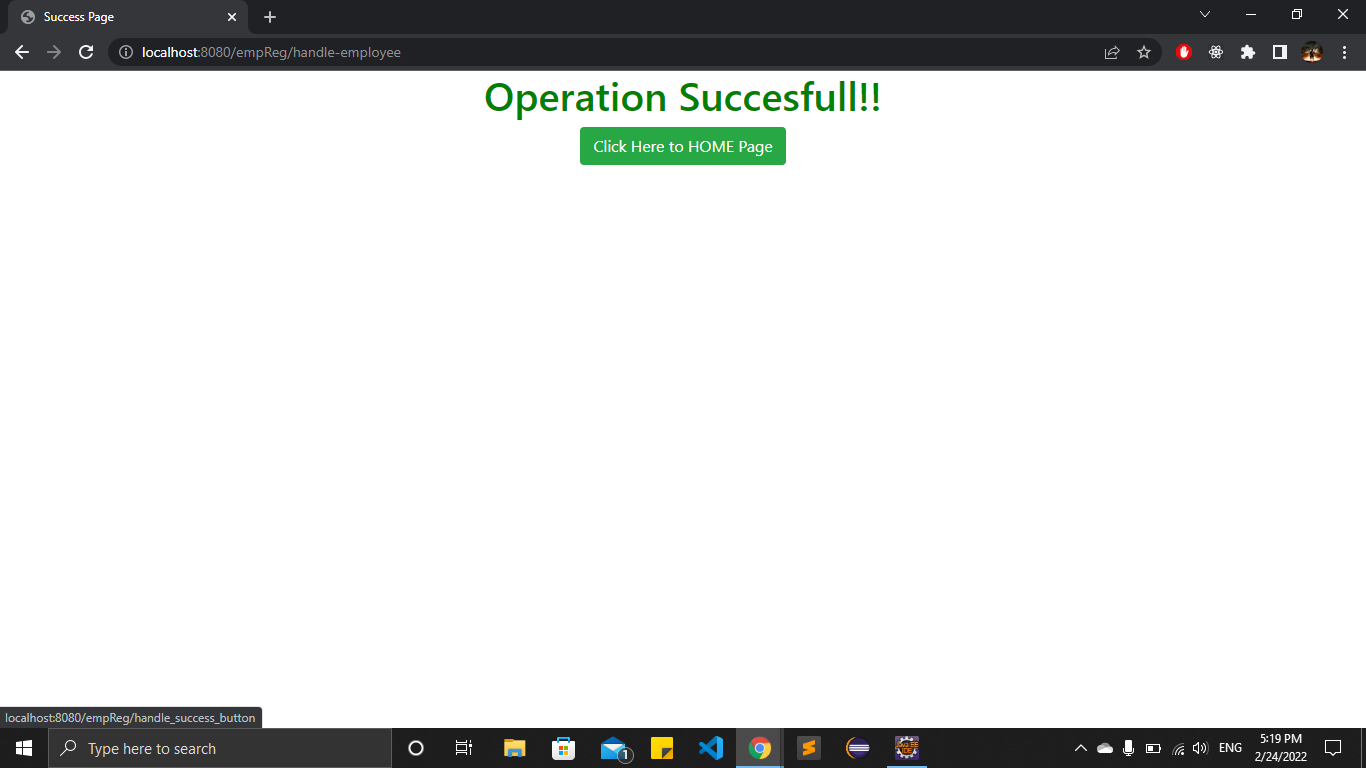 Success Page
localhost:8080/empReg/handle-employee
Operation Succesfull!!
Click Here to HOME Page
localhost:8080/empReg/handle_success_button
Type here to search
1
ENG
5:19 PM
2/24/2022